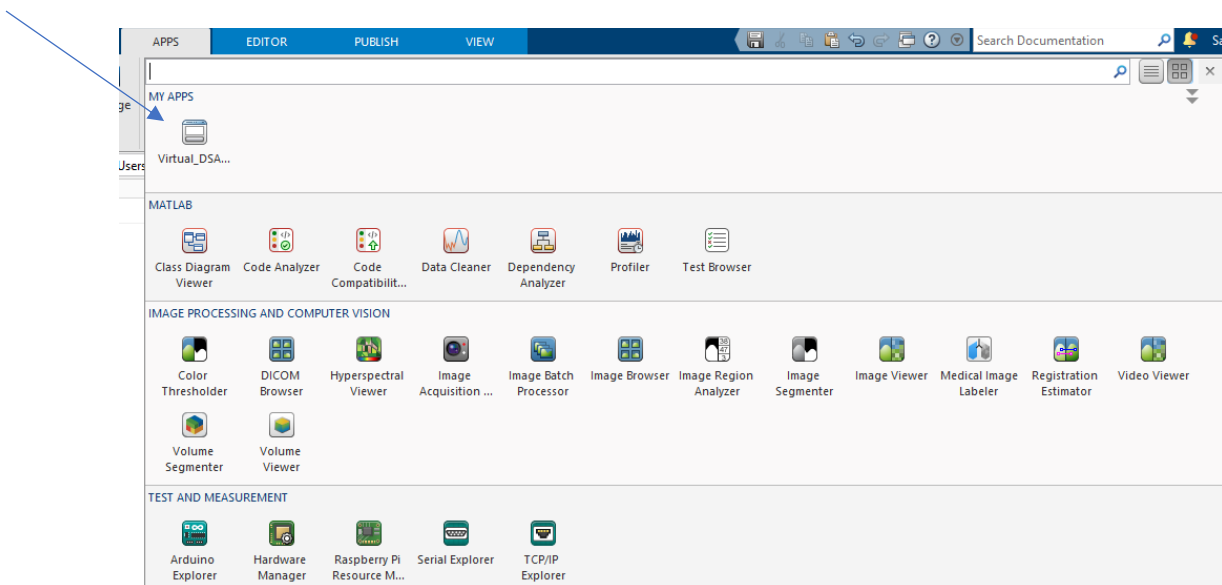 APPS EDITOR PUBLISH VIEW Search Documentation Sa
ge
MY APPS
Virtual_DSA...
Users
MATLAB
Class Diagram Viewer
Code Analyzer
Code Compatibilit...
Data Cleaner
Dependency Analyzer
Profiler
Test Browser
IMAGE PROCESSING AND COMPUTER VISION
Color Thresholder
DICOM Browser
Hyperspectral Viewer
Image Acquisition ...
Image Batch Processor
Image Browser
Image Region Analyzer
Image Segmenter
Image Viewer
Medical Image Labeler
Registration Estimator
Video Viewer
Volume Segmenter
Volume Viewer
TEST AND MEASUREMENT
Arduino Explorer
Hardware Manager
Raspberry Pi Resource M...
Serial Explorer
TCP/IP Explorer